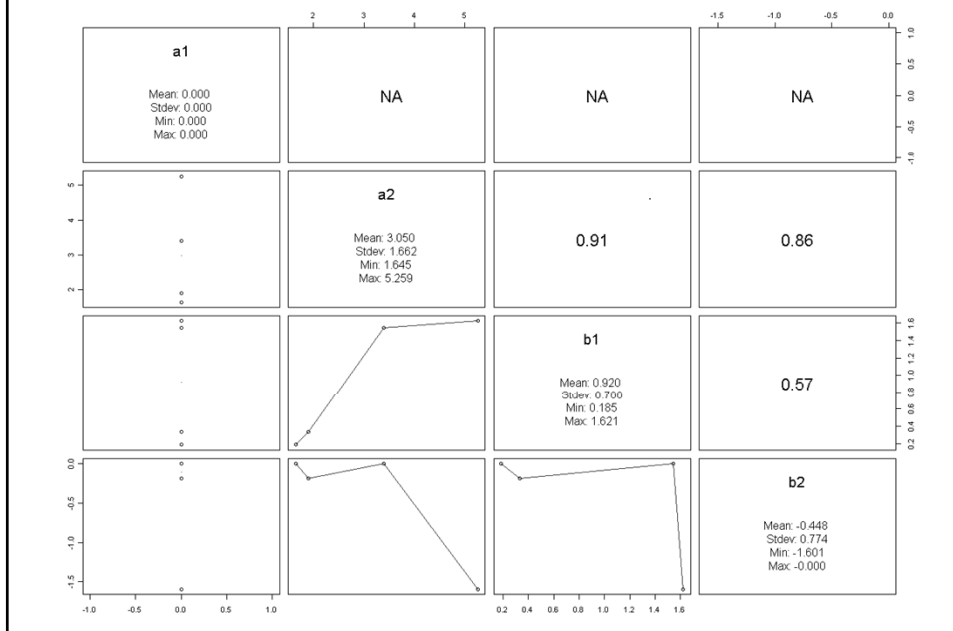 2 3 4 5
-1.5 -1.0 -0.5 0.0
a1
Mean: 0.000
Stdev: 0.000
Min: 0.000
Max: 0.000
NA
NA
NA
-1.0 -0.5 0.0 0.5 1.0
2 3 4 5
a2
Mean: 3.050
Stdev: 1.662
Min: 1.645
Max: 5.259
0.91
0.86
b1
Mean: 0.920
Stdev: 0.700
Min: 0.185
Max: 1.621
0.57
0.2 0.4 0.6 0.8 1.0 1.2 1.4 1.6
-1.5 -1.0 -0.5 0.0
b2
Mean: -0.448
Stdev: 0.774
Min: -1.601
Max: -0.000
-1.0 -0.5 0.0 0.5 1.0
0.2 0.4 0.6 0.8 1.0 1.2 1.4 1.6